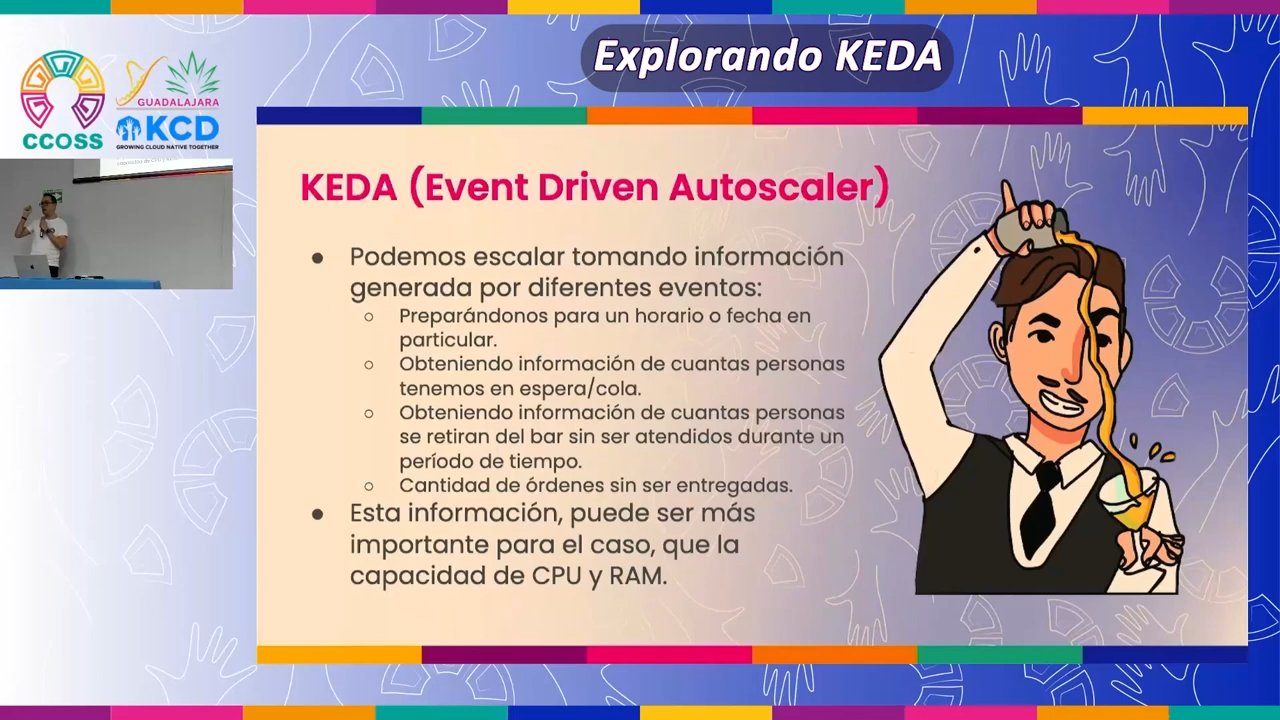 Explorando KEDA
GUADALAJARA
CCOSS
KCD
GROWING CLOUD NATIVE TOGETHER
KEDA (Event Driven Autoscaler)
● Podemos escalar tomando información
generada por diferentes eventos:
○ Preparándonos para un horario o fecha en
particular.
○ Obteniendo información de cuantas personas
tenemos en espera/cola.
○ Obteniendo información de cuantas personas
se retiran del bar sin ser atendidos durante un
período de tiempo.
○ Cantidad de órdenes sin ser entregadas.
● Esta información, puede ser más
importante para el caso, que la
capacidad de CPU y RAM.